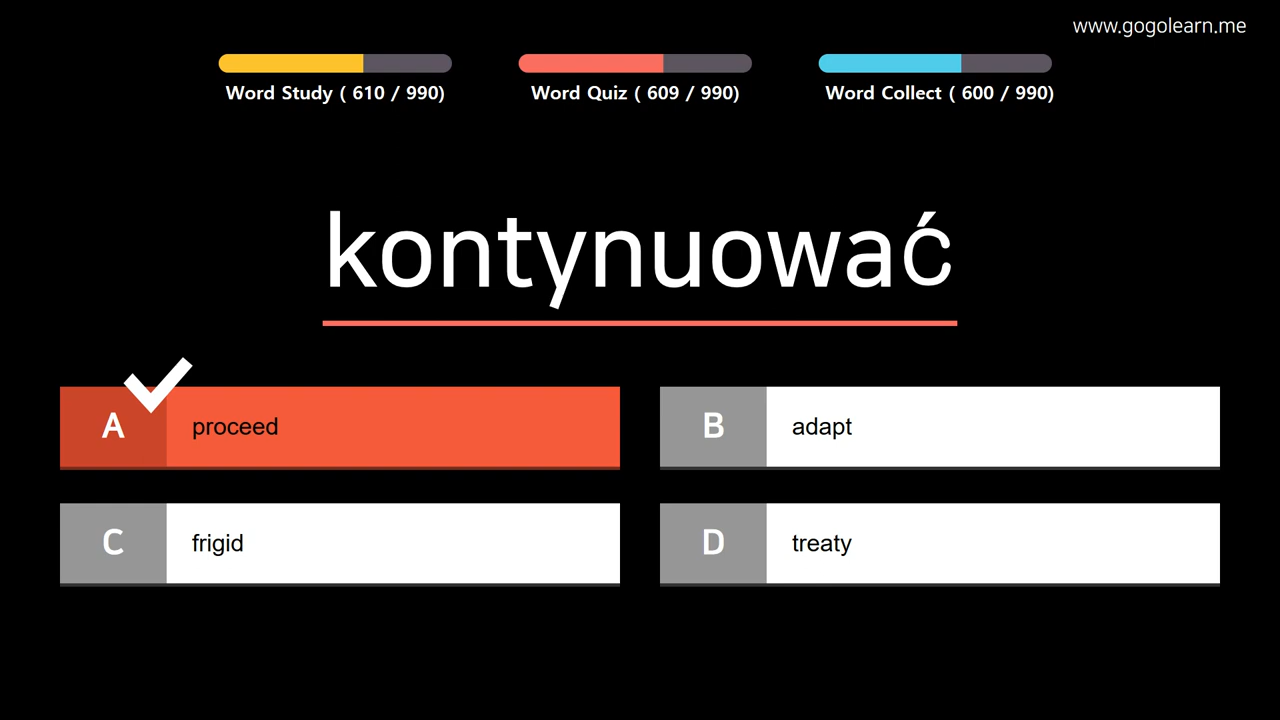 www.gogolearn.me
Word Study ( 610 / 990)
Word Quiz ( 609 / 990)
Word Collect ( 600 / 990)
kontynuować
A proceed
B adapt
C frigid
D treaty